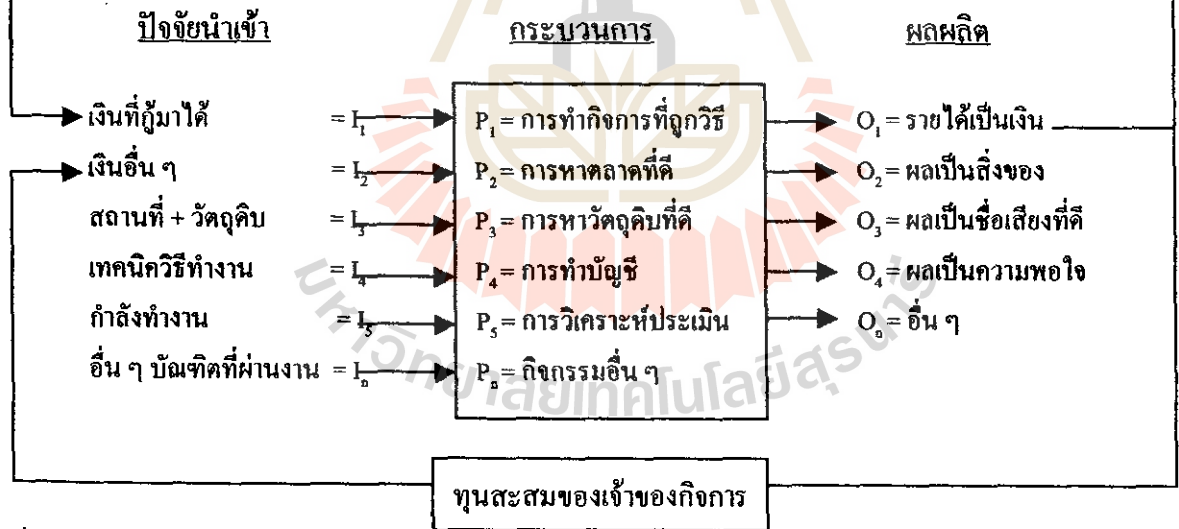 ปัจจัยนำเข้า กระบวนการ ผลผลิต
เงินที่กู้มาได้ = I₁ P₁ = การทำกิจการที่ถูกวิธี O₁ = รายได้เป็นเงิน
เงินอื่น ๆ = I₂ P₂ = การหาตลาดที่ดี O₂ = ผลเป็นสิ่งของ
สถานที่ + วัตถุดิบ = I₃ P₃ = การหาวัตถุดิบที่ดี O₃ = ผลเป็นชื่อเสียงที่ดี
เทคนิควิธีทำงาน = I₄ P₄ = การทำบัญชี O₄ = ผลเป็นความพอใจ
กำลังทำงาน = I₅ P₅ = การวิเคราะห์ประเมิน Oₙ = อื่น ๆ
อื่น ๆ บัณฑิตที่ผ่านงาน = Iₙ Pₙ = กิจกรรมอื่น ๆ
มหาวิทยาลัยเทคโนโลยีสุรนารี
ทุนสะสมของเจ้าของกิจการ